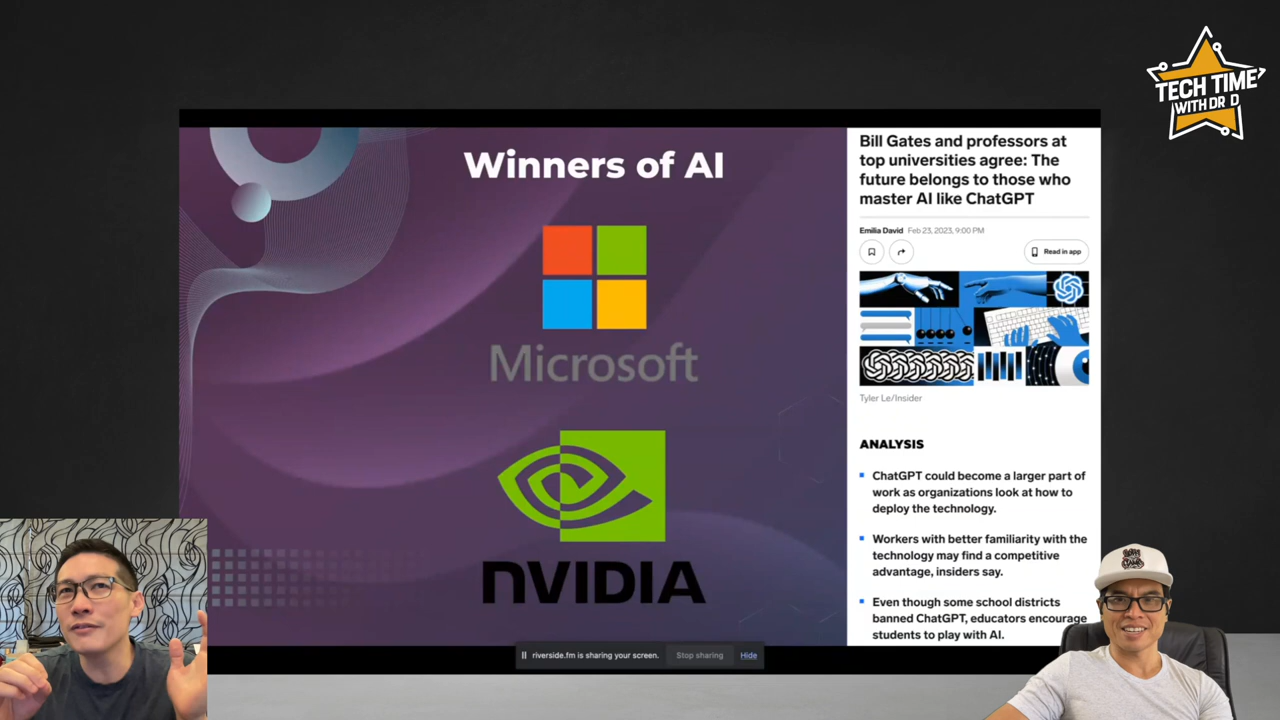 TECH TIME
WITH DR D
Winners of AI
Microsoft
NVIDIA
Bill Gates and professors at
top universities agree: The
future belongs to those who
master AI like ChatGPT
Emilia David Feb 23, 2023, 9:00 PM
Read in app
Tyler Le/Insider
ANALYSIS
ChatGPT could become a larger part of
work as organizations look at how to
deploy the technology.
Workers with better familiarity with the
technology may find a competitive
advantage, insiders say.
Even though some school districts
banned ChatGPT, educators encourage
students to play with AI.
riverside.fm is sharing your screen. Stop sharing Hide